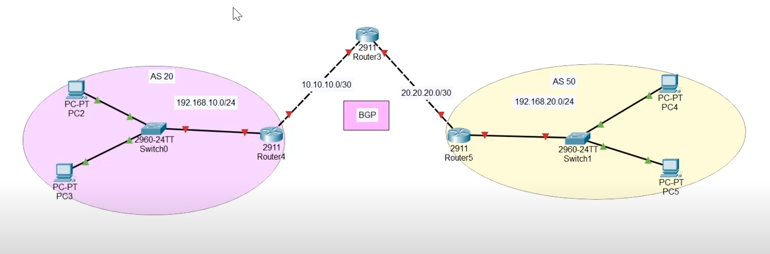 2911
Router3
AS 20
AS 50
10.10.10.0/30
20.20.20.0/30
192.168.10.0/24
192.168.20.0/24
BGP
PC-PT
PC2
PC-PT
PC4
2960-24TT
Switch0
2911
Router4
2911
Router5
2960-24TT
Switch1
PC-PT
PC3
PC-PT
PC5